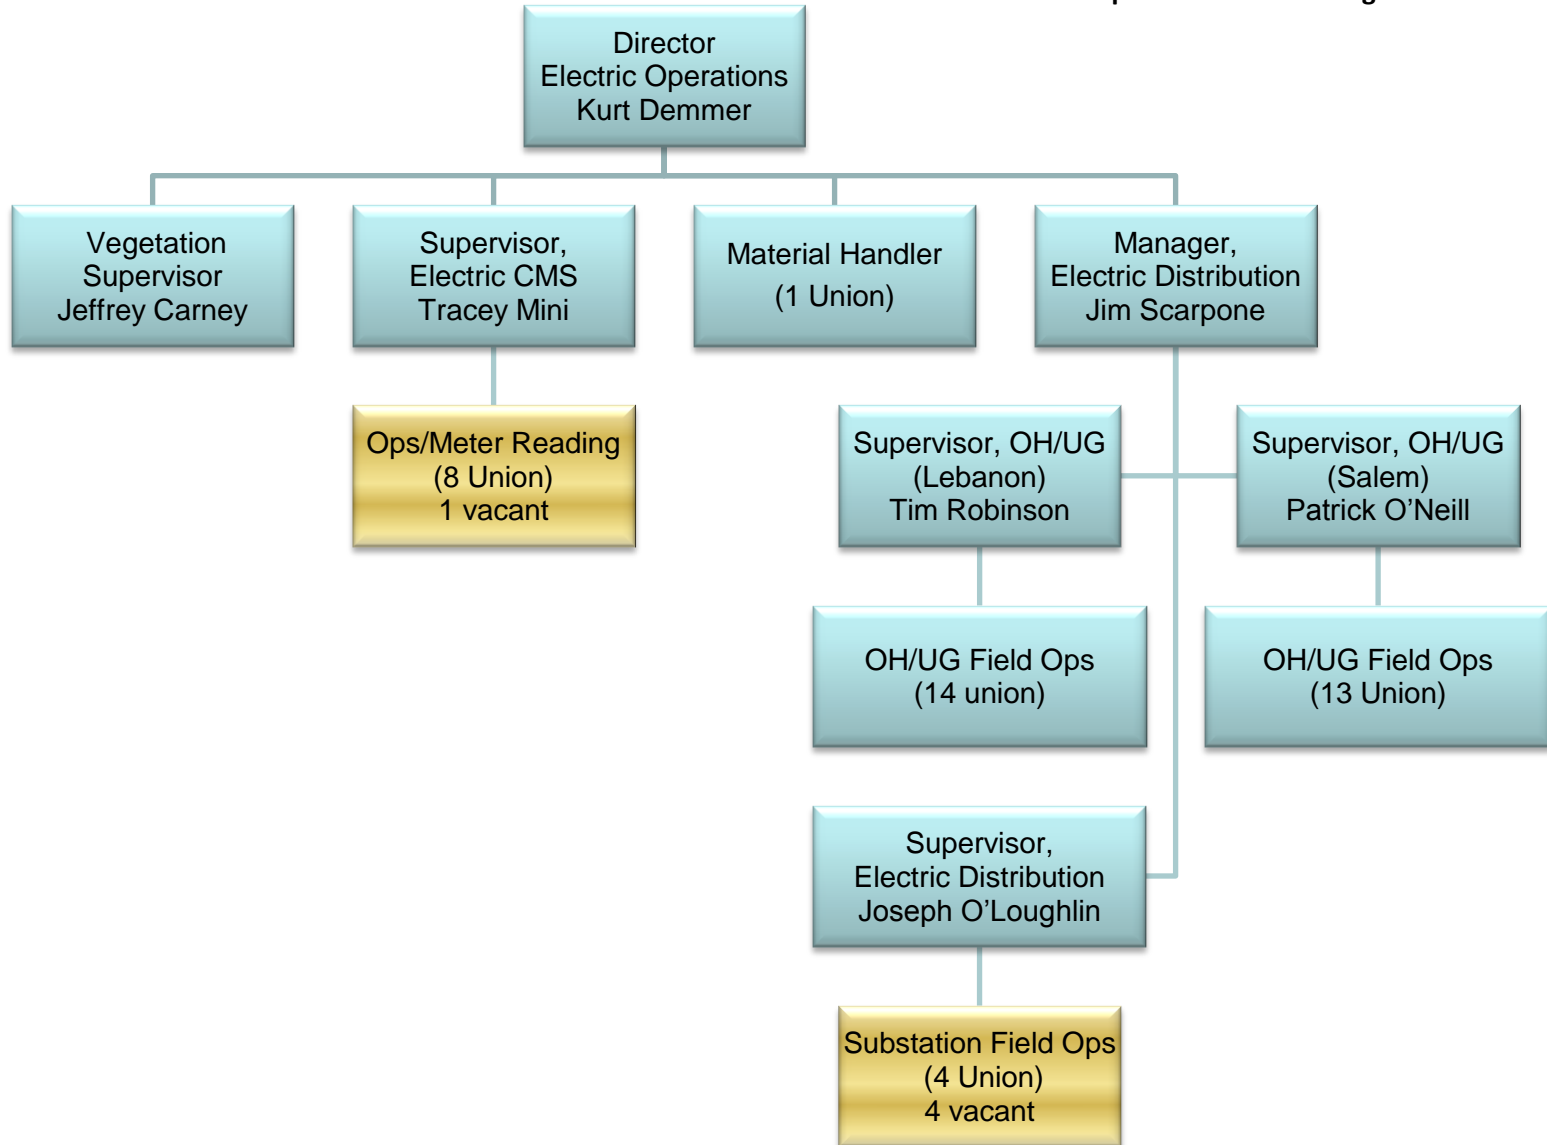 Director
Electric Operations
Kurt Demmer
Vegetation
Supervisor
Jeffrey Carney
Supervisor,
Electric CMS
Tracey Mini
Material Handler
(1 Union)
Manager,
Electric Distribution
Jim Scarpone
Ops/Meter Reading
(8 Union)
1 vacant
Supervisor, OH/UG
(Lebanon)
Tim Robinson
Supervisor, OH/UG
(Salem)
Patrick O’Neill
OH/UG Field Ops
(14 union)
OH/UG Field Ops
(13 Union)
Supervisor,
Electric Distribution
Joseph O’Loughlin
Substation Field Ops
(4 Union)
4 vacant